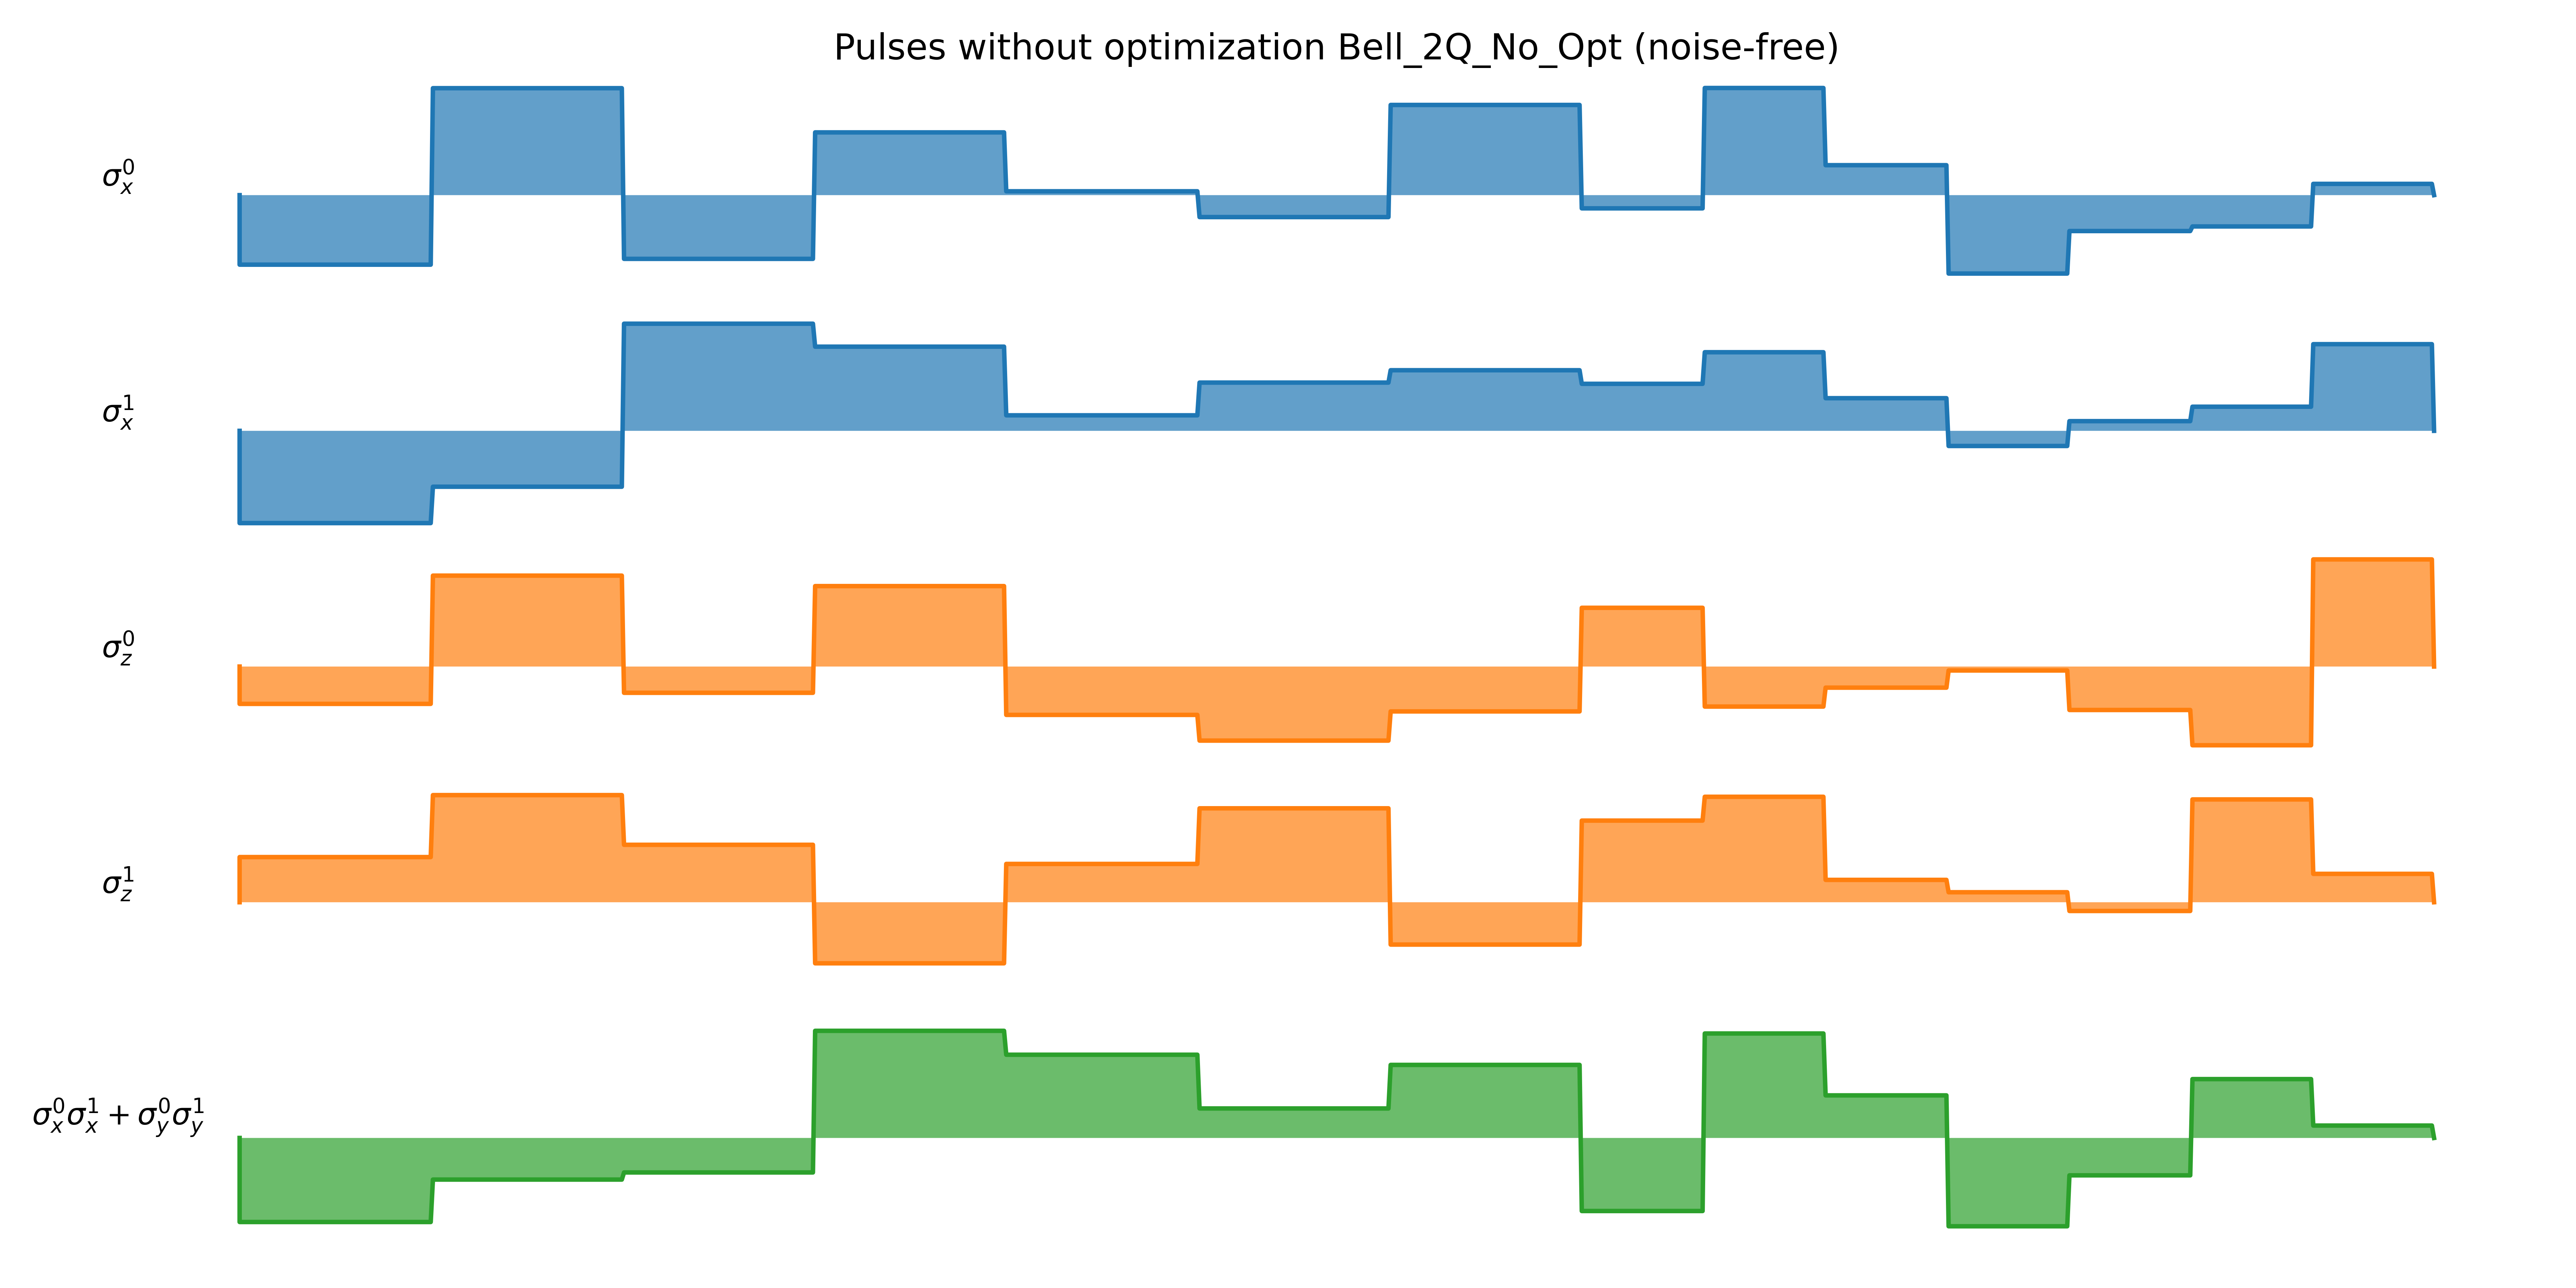 Pulses without optimization Bell_2Q_No_Opt (noise-free)
σ_x^0
σ_x^1
σ_z^0
σ_z^1
σ_x^0σ_x^1 + σ_y^0σ_y^1